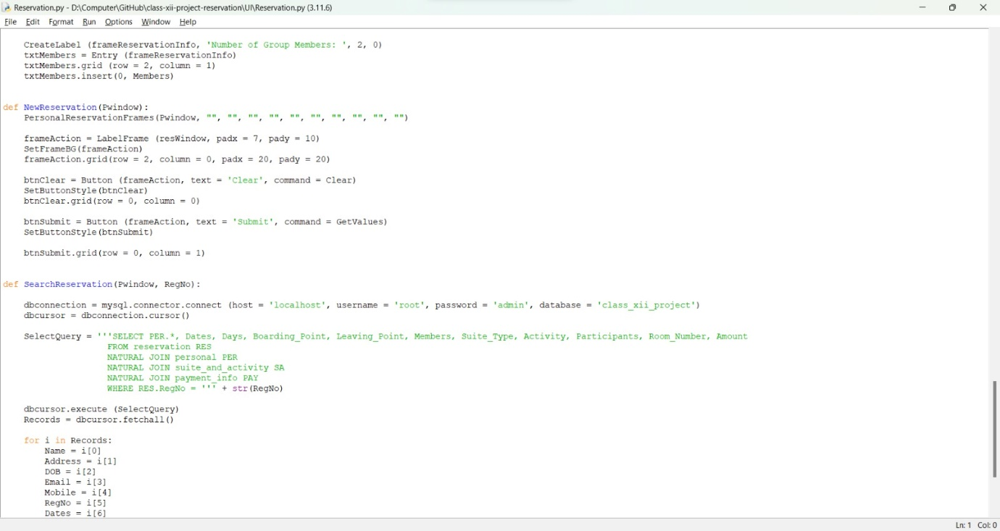 Reservation.py - D:\Computer\GitHub\class-xii-project-reservation\UI\Reservation.py (3.11.6)
File Edit Format Run Options Window Help
CreateLabel (frameReservationInfo, 'Number of Group Members: ', 2, 0)
txtMembers = Entry (frameReservationInfo)
txtMembers.grid (row = 2, column = 1)
txtMembers.insert(0, Members)
def NewReservation(Pwindow):
PersonalReservationFrames(Pwindow, "", "", "", "", "", "", "", "", "", "")
frameAction = LabelFrame (resWindow, padx = 7, pady = 10)
SetFrameBG(frameAction)
frameAction.grid(row = 2, column = 0, padx = 20, pady = 20)
btnClear = Button (frameAction, text = 'Clear', command = Clear)
SetButtonStyle(btnClear)
btnClear.grid(row = 0, column = 0)
btnSubmit = Button (frameAction, text = 'Submit', command = GetValues)
SetButtonStyle(btnSubmit)
btnSubmit.grid(row = 0, column = 1)
def SearchReservation(Pwindow, RegNo):
dbconnection = mysql.connector.connect (host = 'localhost', username = 'root', password = 'admin', database = 'class_xii_project')
dbcursor = dbconnection.cursor()
SelectQuery = '''SELECT PER.*, Dates, Days, Boarding_Point, Leaving_Point, Members, Suite_Type, Activity, Participants, Room_Number, Amount
FROM reservation RES
NATURAL JOIN personal PER
NATURAL JOIN suite_and_activity SA
NATURAL JOIN payment_info PAY
WHERE RES.RegNo = ''' + str(RegNo)
dbcursor.execute (SelectQuery)
Records = dbcursor.fetchall()
for i in Records:
Name = i[0]
Address = i[1]
DOB = i[2]
Email = i[3]
Mobile = i[4]
RegNo = i[5]
Dates = i[6]
Ln: 1 Col: 0